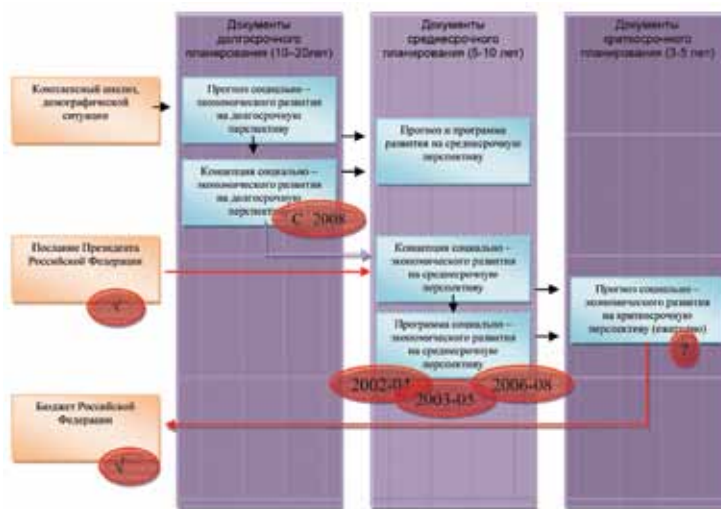 Документы
долгосрочного
планирования (10–20лет)
Документы
среднесрочного
планирования (5-10 лет)
Документы
краткосрочного
планирования (3-5 лет)
Комплексный анализ,
демографической
ситуации
Прогноз социально –
экономического развития
на долгосрочную
перспективу
Прогноз и программа
развития на среднесрочную
перспективу
Концепция социально –
экономического развития
на долгосрочную
С 2008
Послание Президента
Российской Федерации
Концепция социально –
экономического развития
на среднесрочную
перспективу
Прогноз социально –
экономического развития
на краткосрочную
перспективу (ежегодно)
?
Программа социально –
экономического развития
на среднесрочную
перспективу
2002-04
2003-05
2006-08
Бюджет Российской
Федерации
√